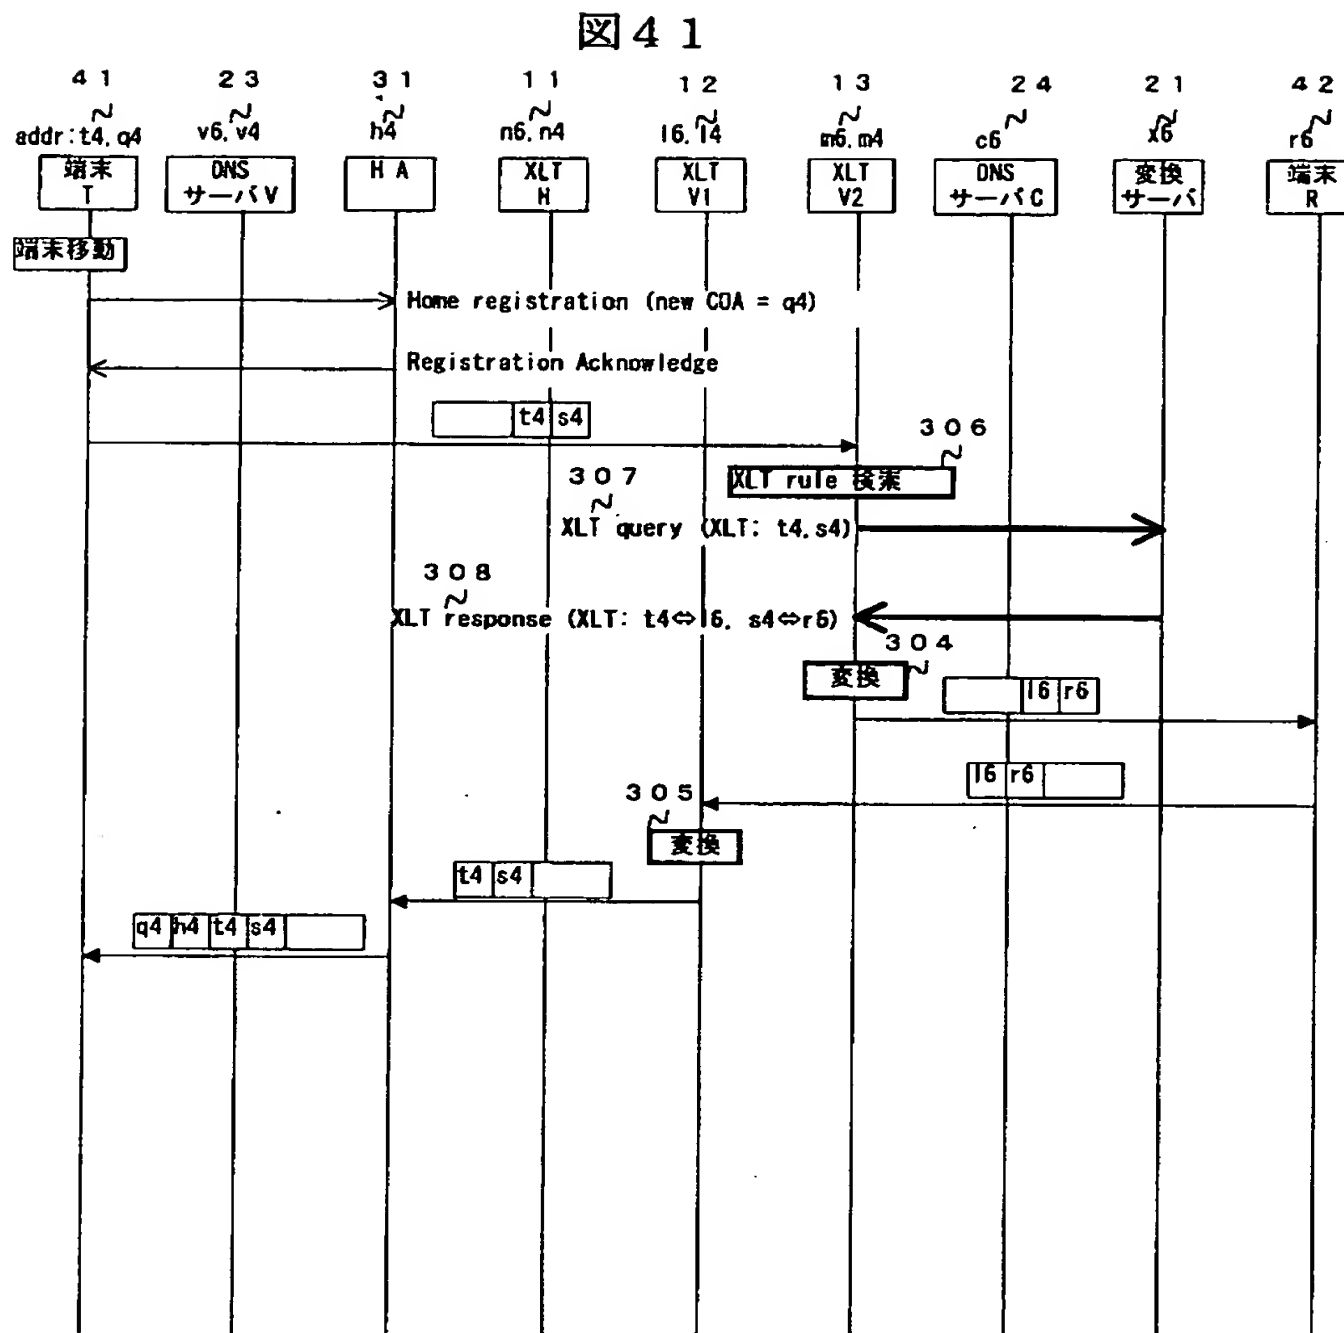 図４１
４１ ２３ ３１ １１ １２ １３ ２４ ２１ ４２
addr:t4,q4 v6,v4 h4 n6,n4 l6,l4 m6,m4 c6 x6 r6
端末 DNS HA XLT XLT XLT DNS 変換 端末
T サーバV H V1 V2 サーバC サーバ R
端末移動
Home registration (new COA = q4)
Registration Acknowledge
t4 s4
３０６
XLT rule 検索
３０７
XLT query (XLT: t4,s4)
３０８
XLT response (XLT: t4⇔l6, s4⇔r6)
３０４
変換
l6 r6
l6 r6
３０５
変換
t4 s4
q4 h4 t4 s4